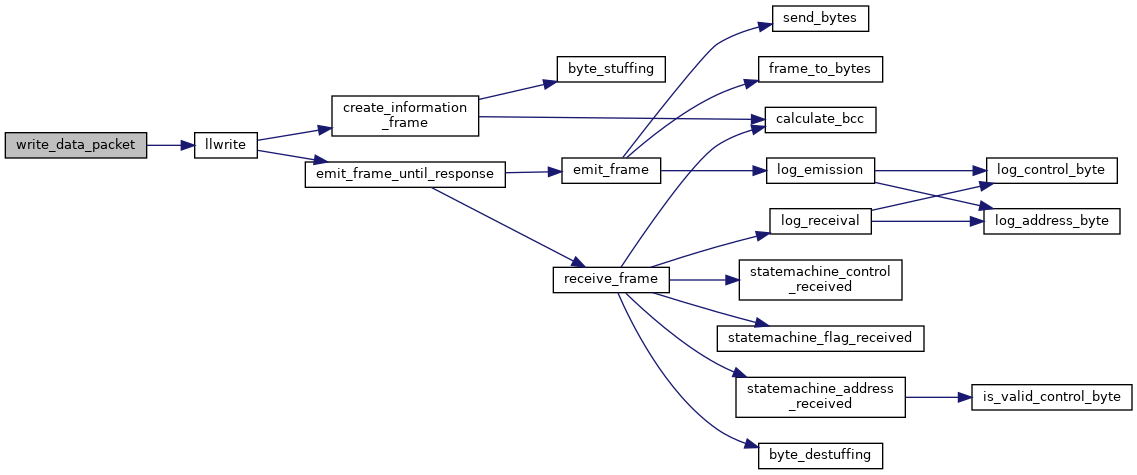 send_bytes
byte_stuffing
frame_to_bytes
create_information
_frame
calculate_bcc
write_data_packet
llwrite
emit_frame_until_response
emit_frame
log_emission
log_control_byte
log_receival
log_address_byte
receive_frame
statemachine_control
_received
statemachine_flag_received
statemachine_address
_received
is_valid_control_byte
byte_destuffing